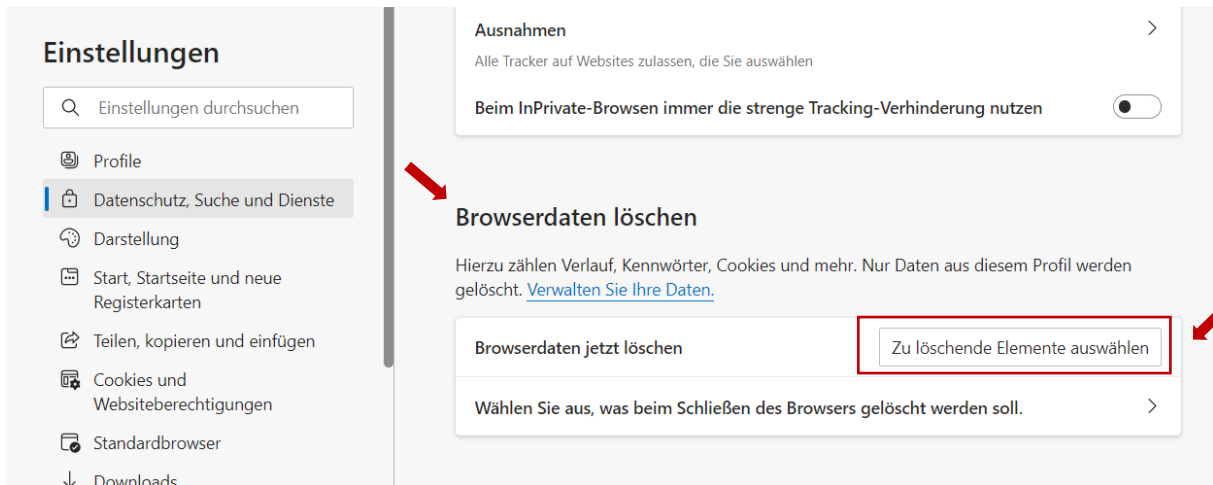 Einstellungen
Einstellungen durchsuchen
Profile
Datenschutz, Suche und Dienste
Darstellung
Start, Startseite und neue
Registerkarten
Teilen, kopieren und einfügen
Cookies und
Websiteberechtigungen
Standardbrowser
Downloads
Ausnahmen
Alle Tracker auf Websites zulassen, die Sie auswählen
Beim InPrivate-Browsen immer die strenge Tracking-Verhinderung nutzen
Browserdaten löschen
Hierzu zählen Verlauf, Kennwörter, Cookies und mehr. Nur Daten aus diesem Profil werden
gelöscht. Verwalten Sie Ihre Daten.
Browserdaten jetzt löschen
Zu löschende Elemente auswählen
Wählen Sie aus, was beim Schließen des Browsers gelöscht werden soll.